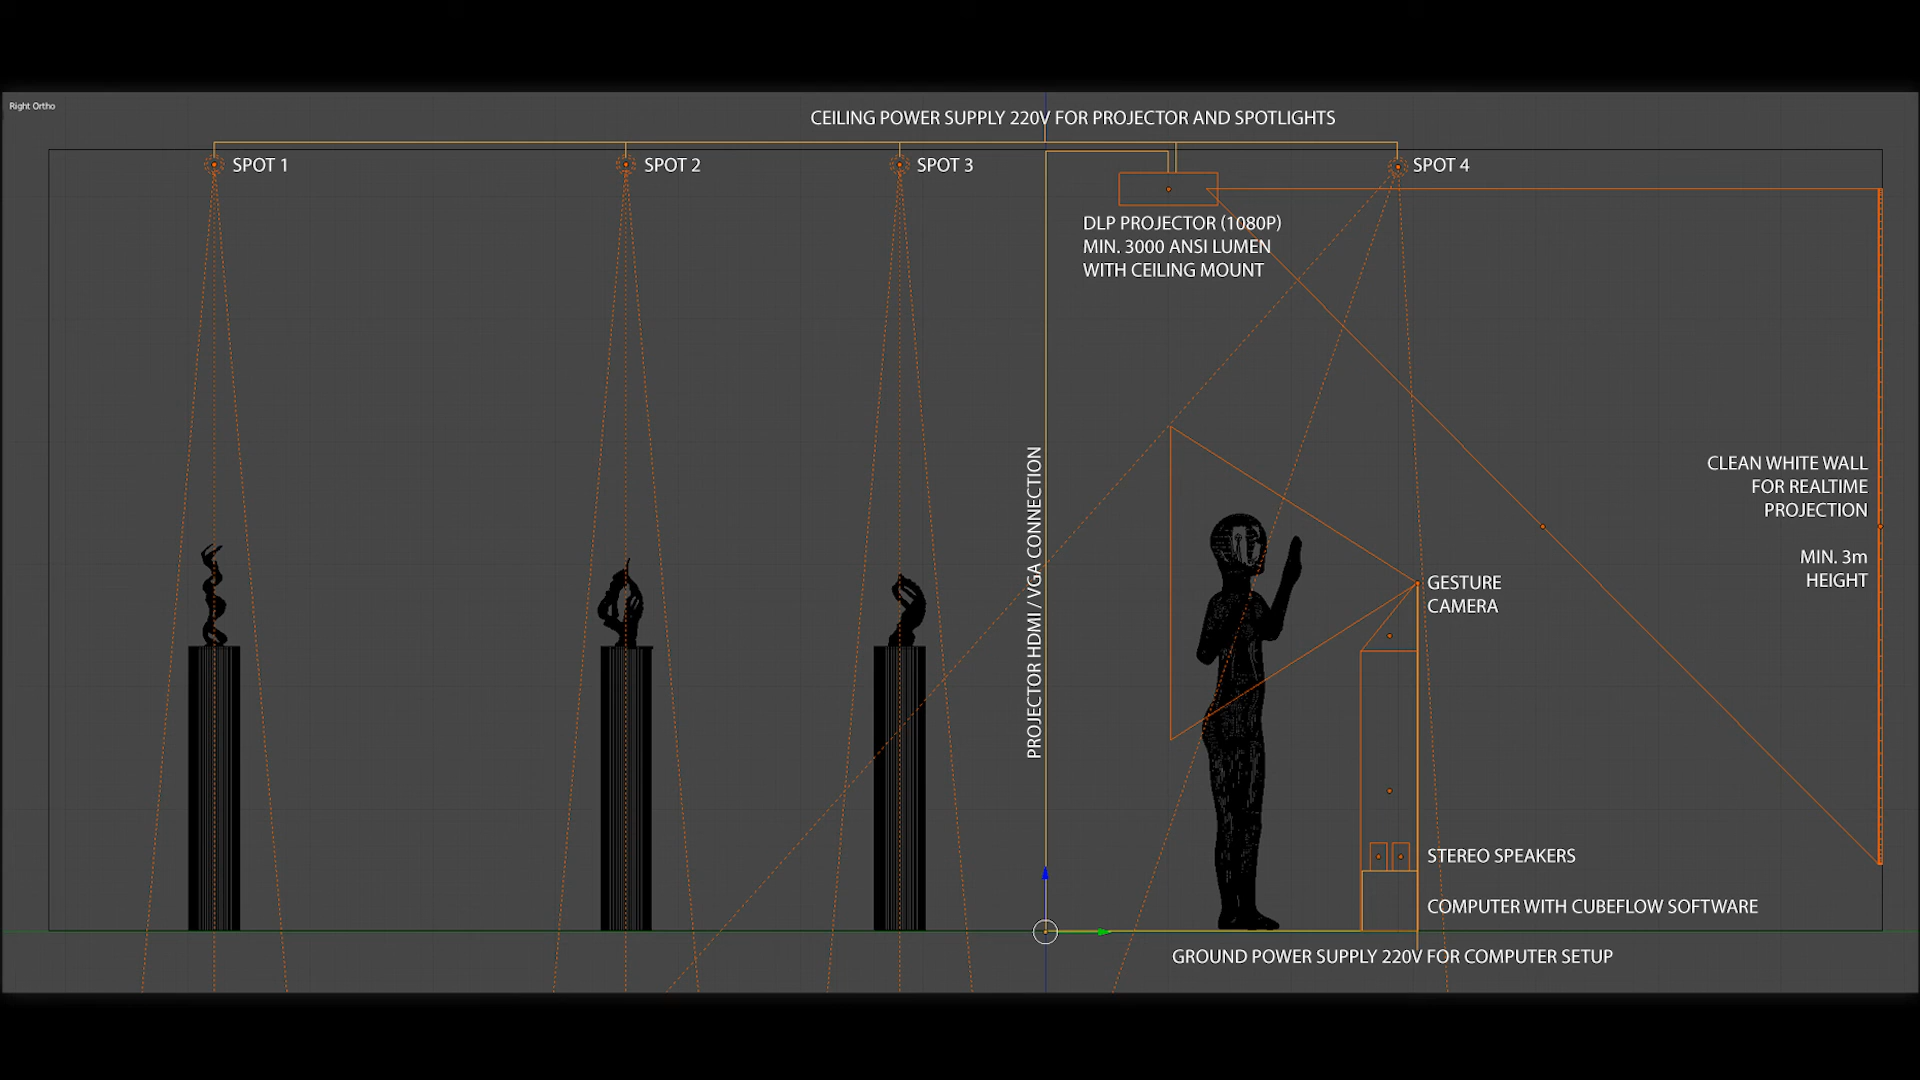 Right Ortho
CEILING POWER SUPPLY 220V FOR PROJECTOR AND SPOTLIGHTS
SPOT 1
SPOT 2
SPOT 3
SPOT 4
DLP PROJECTOR (1080P)
MIN. 3000 ANSI LUMEN
WITH CEILING MOUNT
PROJECTOR HDMI / VGA CONNECTION
CLEAN WHITE WALL
FOR REALTIME
PROJECTION
MIN. 3m
HEIGHT
GESTURE
CAMERA
STEREO SPEAKERS
COMPUTER WITH CUBEFLOW SOFTWARE
GROUND POWER SUPPLY 220V FOR COMPUTER SETUP